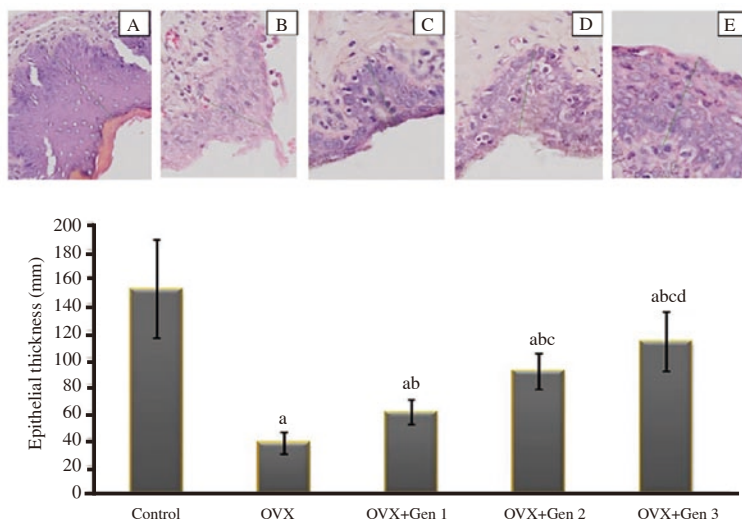 A B C D E
Epithelial thickness (mm)
200
180
160
140
120
100
80
60
40
20
0
a
ab
abc
abcd
Control OVX OVX+Gen 1 OVX+Gen 2 OVX+Gen 3